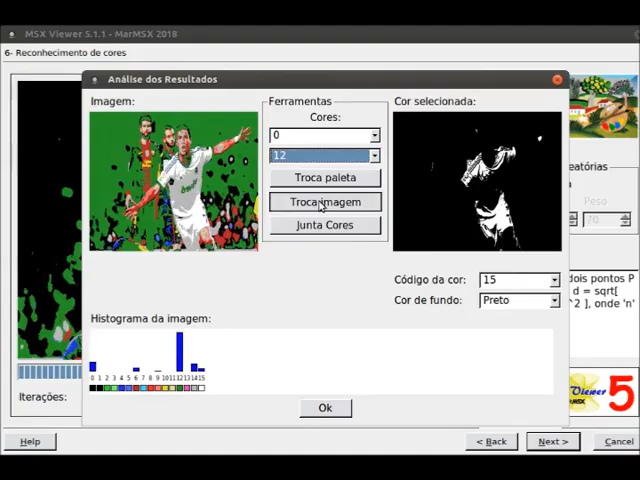 MSX Viewer 5.1.1 - MarMSX 2018
6- Reconhecimento de cores
Análise dos Resultados
Imagem:
Ferramentas
Cores:
0
12
Troca paleta
Troca imagem
Junta Cores
Cor selecionada:
Código da cor: 15
Cor de fundo: Preto
Histograma da imagem:
0 1 2 3 4 5 6 7 8 9 10 11 12 13 14 15
Ok
Iterações:
Peso
70
dois pontos P
d = sqrt[
^2 ], onde 'n'
5
MarMSX
Help
< Back
Next >
Cancel